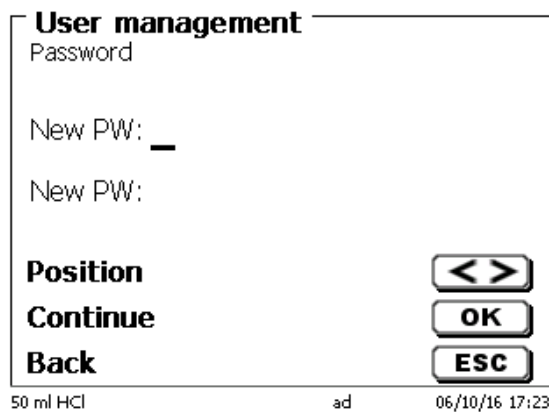 User management
Password
New PW: _
New PW:
Position < >
Continue OK
Back ESC
50 ml HCl ad 06/10/16 17:23